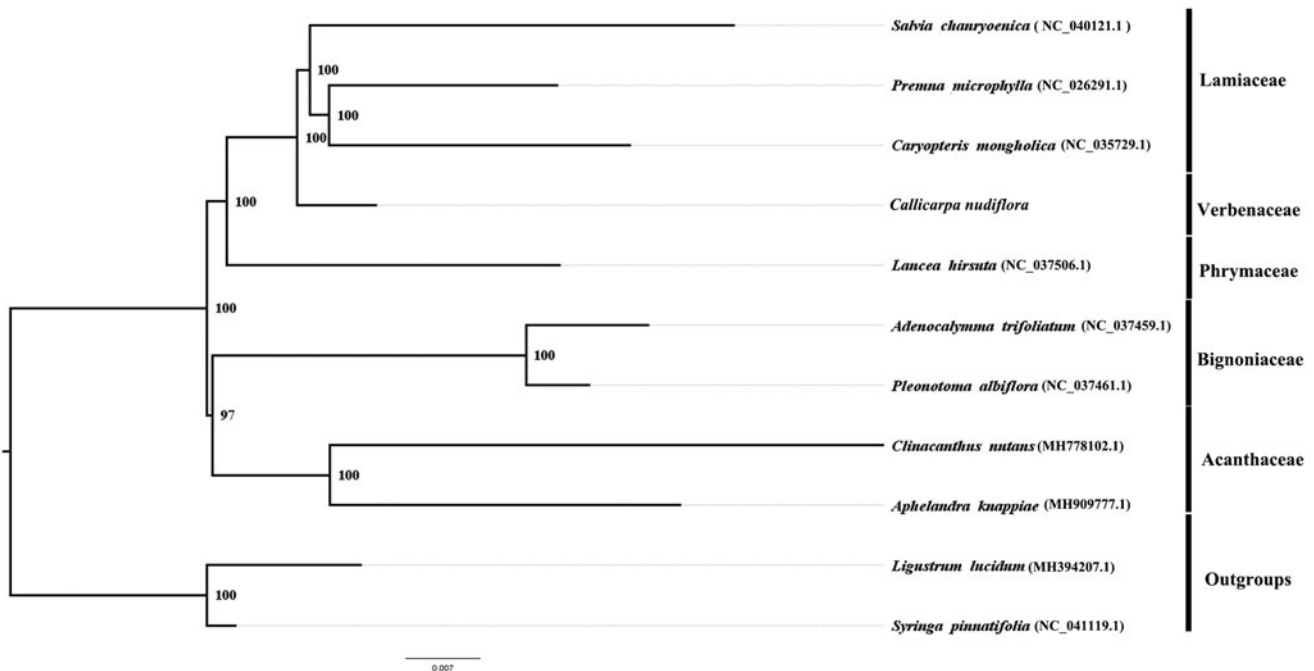 Salvia chanryoenica ( NC_040121.1 )
Lamiaceae
100
Premna microphylla (NC_026291.1)
100
100
Caryopteris mongholica (NC_035729.1)
Callicarpa nudiflora
Verbenaceae
100
Lancea hirsuta (NC_037506.1)
Phrymaceae
100
Adenocalymma trifoliatum (NC_037459.1)
100
Bignoniaceae
Pleonotoma albiflora (NC_037461.1)
97
Clinacanthus nutans (MH778102.1)
Acanthaceae
100
Aphelandra knappiae (MH909777.1)
Ligustrum lucidum (MH394207.1)
Outgroups
100
Syringa pinnatifolia (NC_041119.1)
0.007